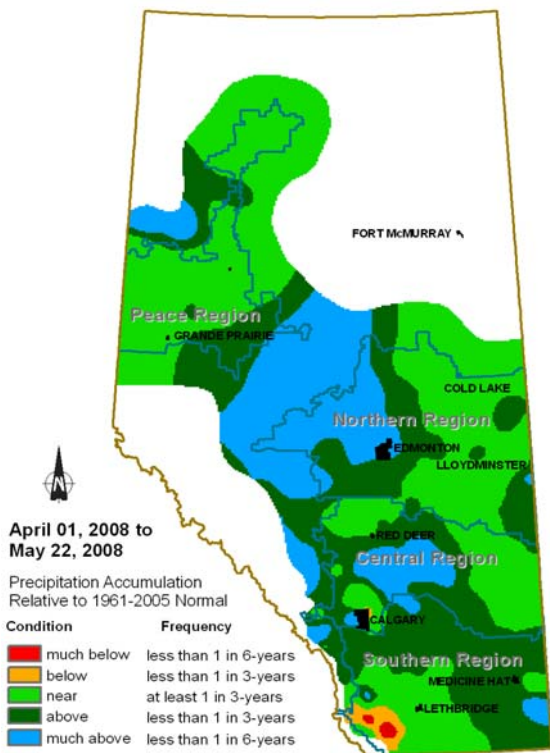 FORT McMURRAY
Peace Region
GRANDE PRAIRIE
COLD LAKE
Northern Region
EDMONTON
LLOYDMINSTER
N
April 01, 2008 to
May 22, 2008
RED DEER
Central Region
Precipitation Accumulation
Relative to 1961-2005 Normal
CALGARY
Condition Frequency
much below less than 1 in 6-years
below less than 1 in 3-years
near at least 1 in 3-years
above less than 1 in 3-years
much above less than 1 in 6-years
Southern Region
MEDICINE HAT
LETHBRIDGE